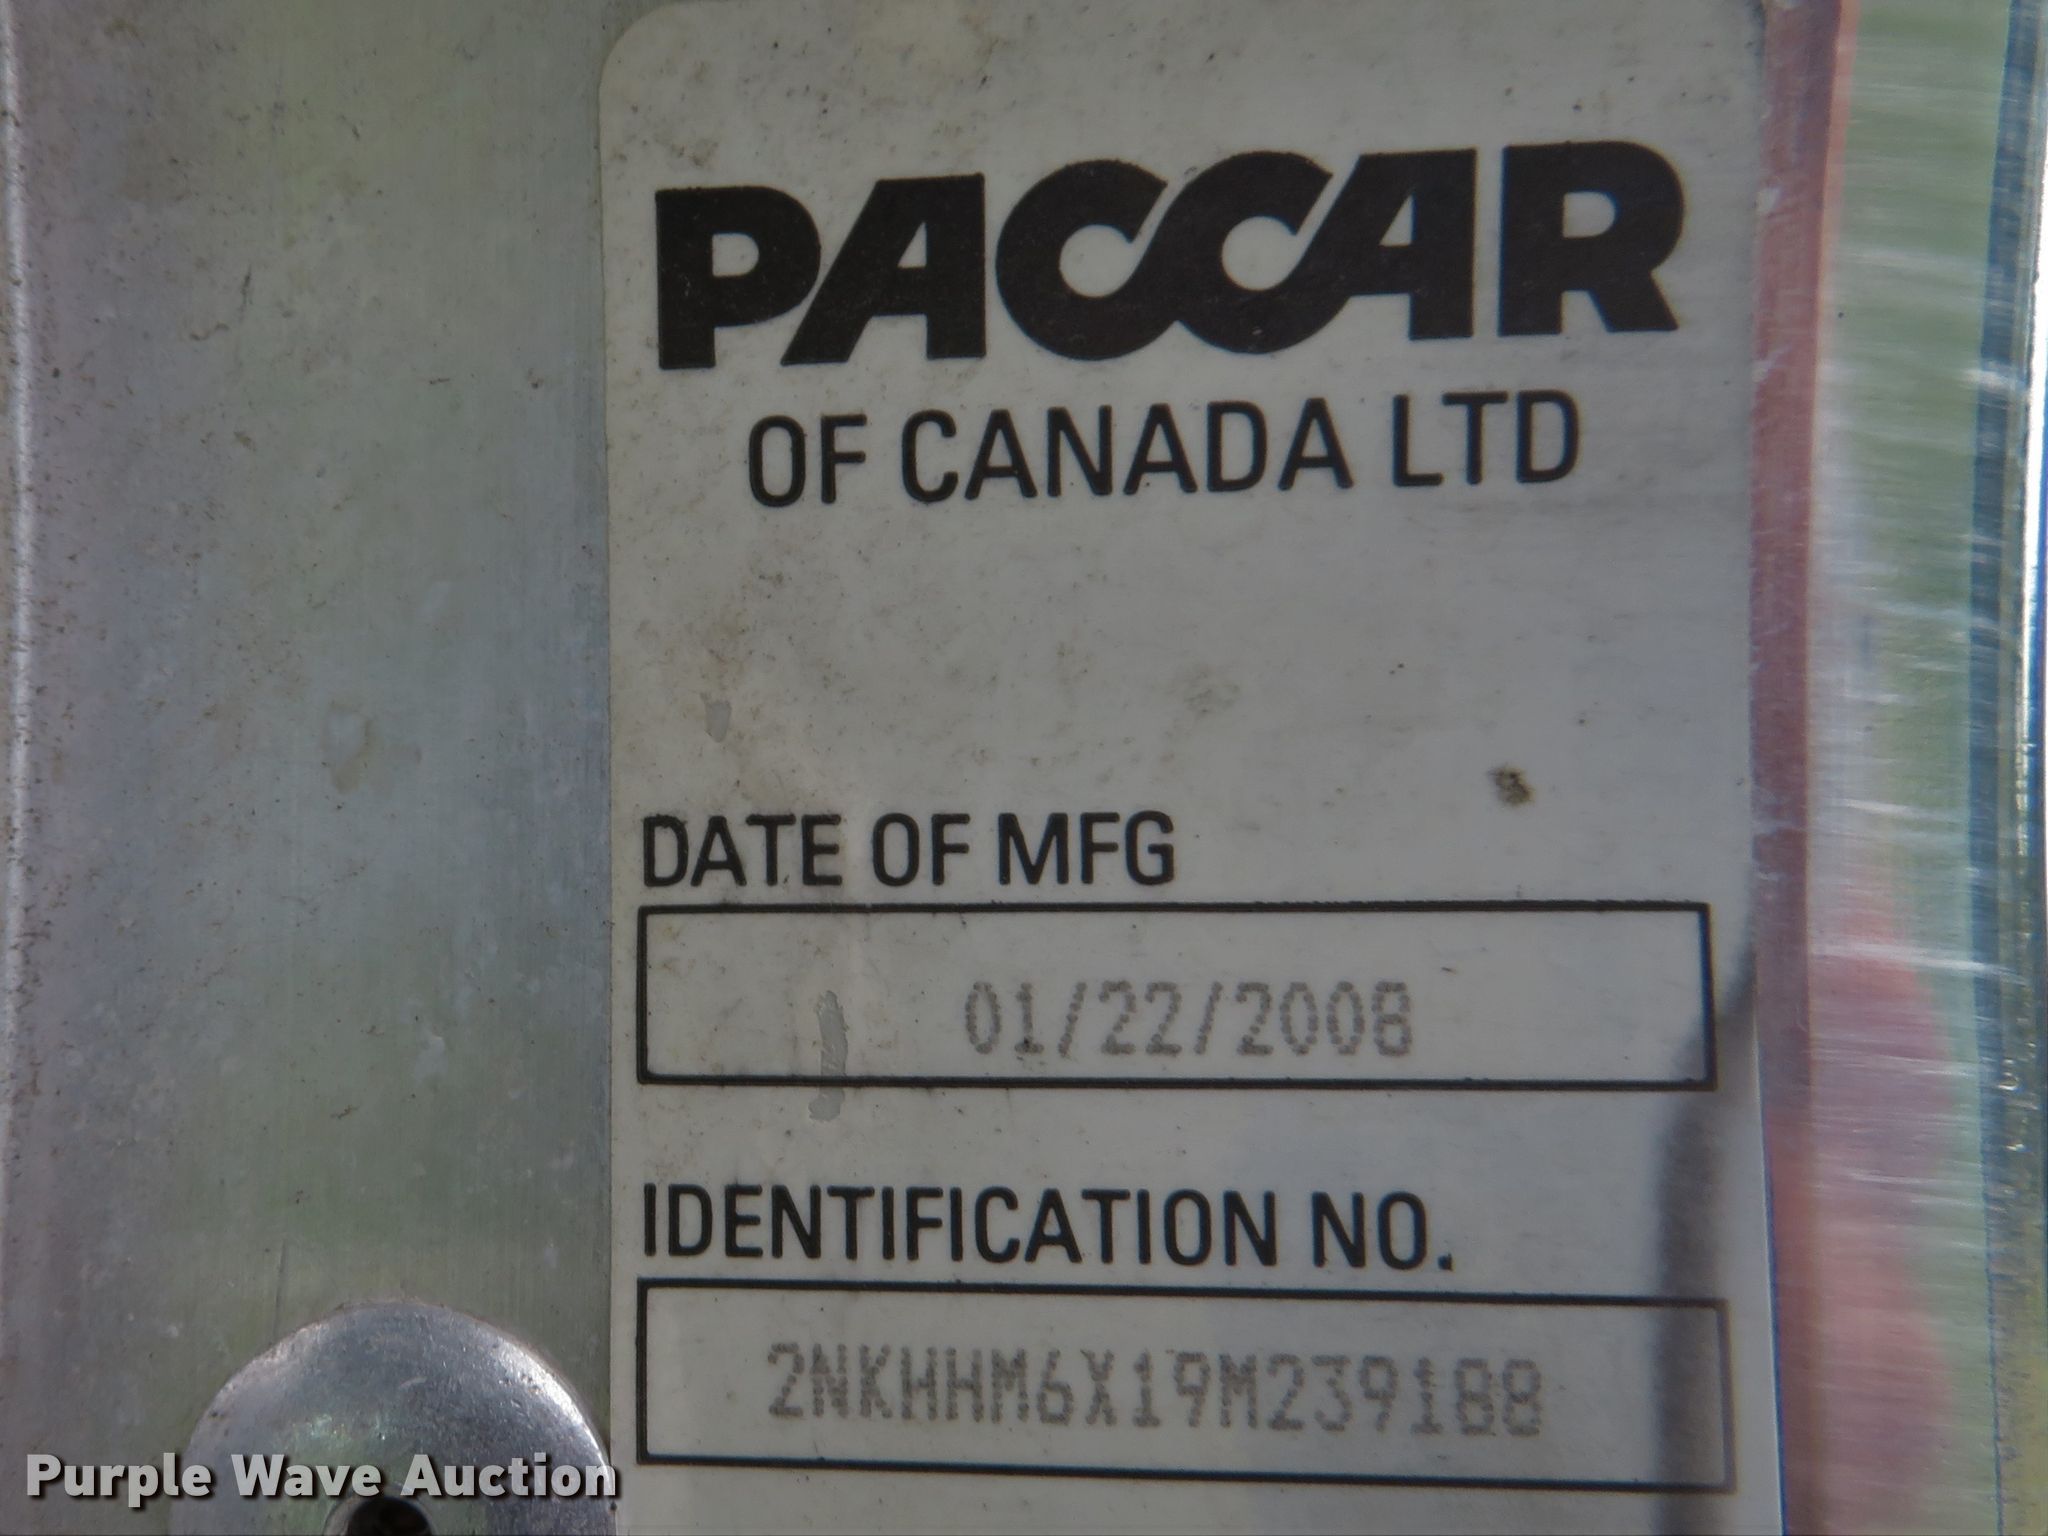 PACCAR
OF CANADA LTD
DATE OF MFG
01/22/2008
IDENTIFICATION NO.
2NKHHM6X19M239188
Purple Wave Auction